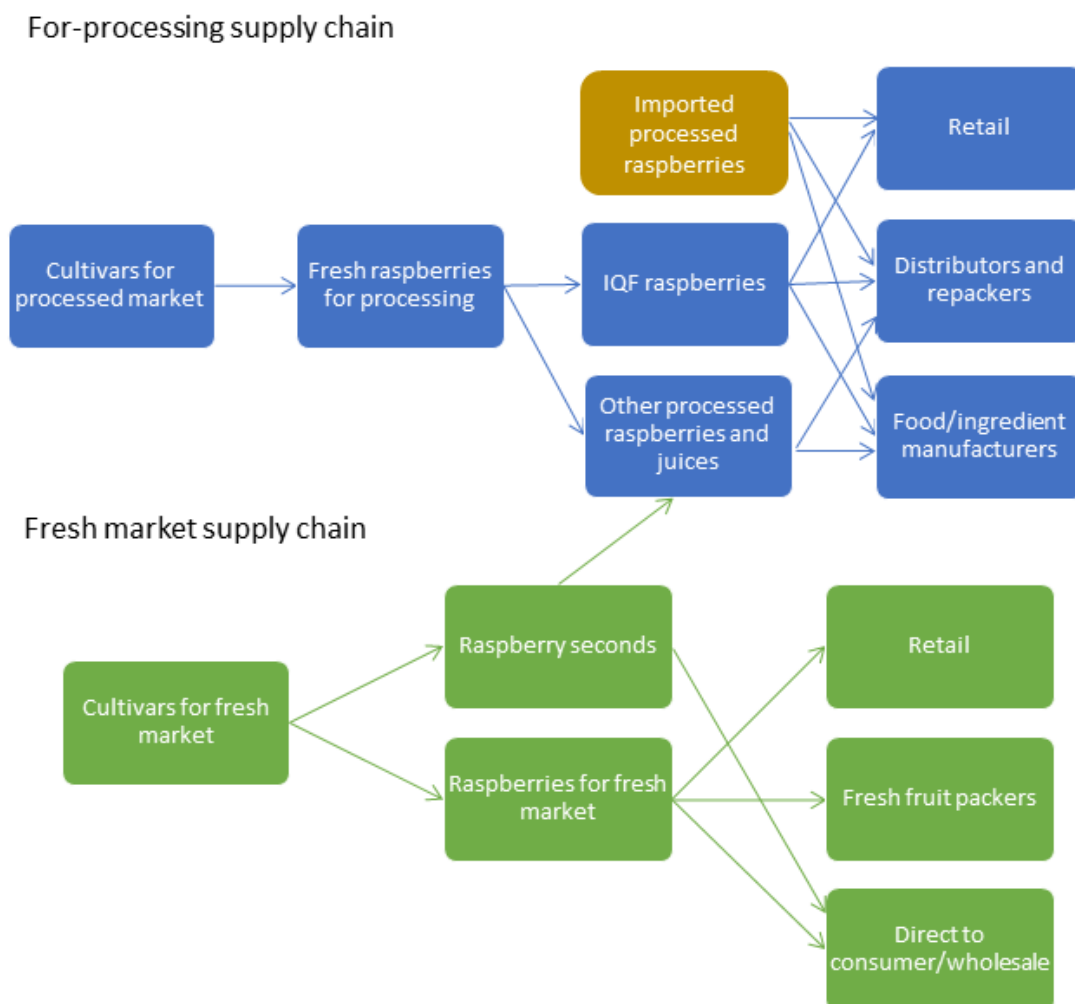 For-processing supply chain
Imported
processed
raspberries
Retail
Cultivars for
processed market
Fresh raspberries
for processing
IQF raspberries
Distributors and
repackers
Other processed
raspberries and
juices
Food/ingredient
manufacturers
Fresh market supply chain
Raspberry seconds
Retail
Cultivars for fresh
market
Raspberries for fresh
market
Fresh fruit packers
Direct to
consumer/wholesale